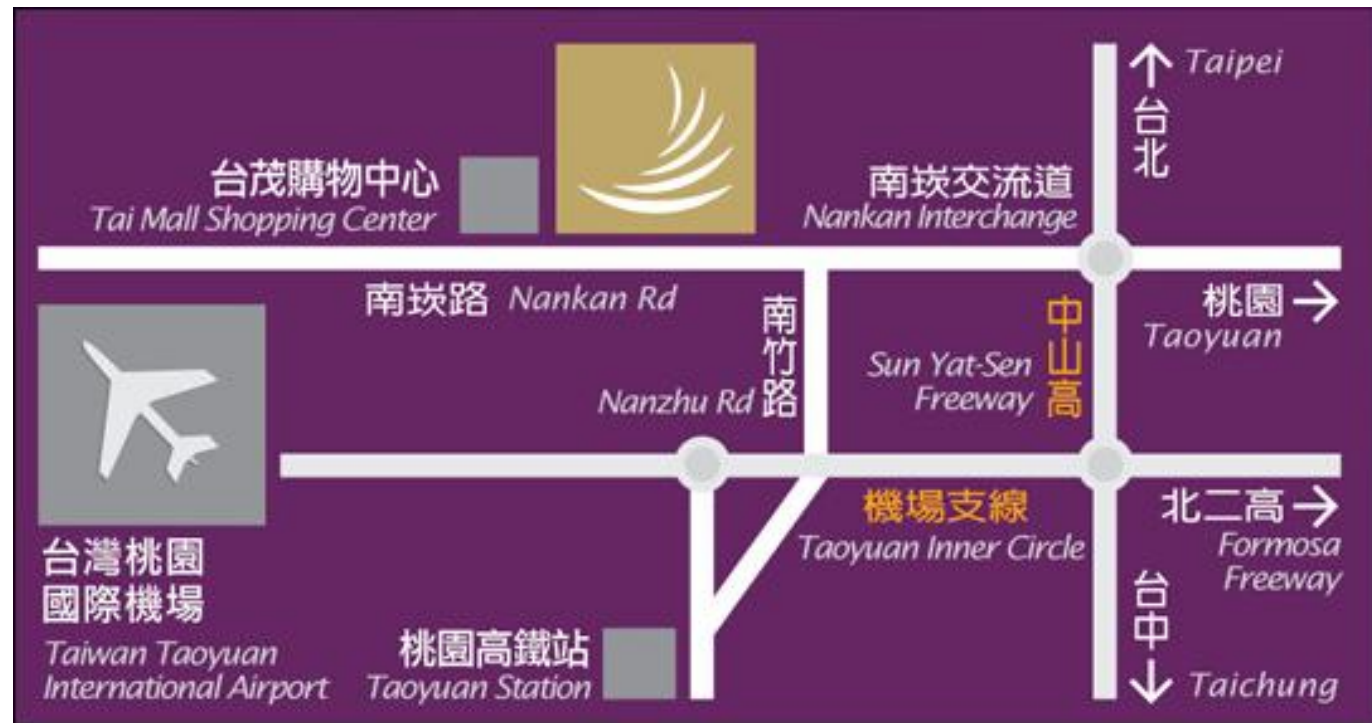 Taipei
台北
台茂購物中心
Tai Mall Shopping Center
南崁交流道
Nankan Interchange
南崁路 Nankan Rd
南竹路
Nanzhu Rd
中山高
Sun Yat-Sen
Freeway
桃園
Taoyuan
機場支線
Taoyuan Inner Circle
北二高
Formosa
Freeway
台灣桃園
國際機場
Taiwan Taoyuan
International Airport
桃園高鐵站
Taoyuan Station
台中
Taichung